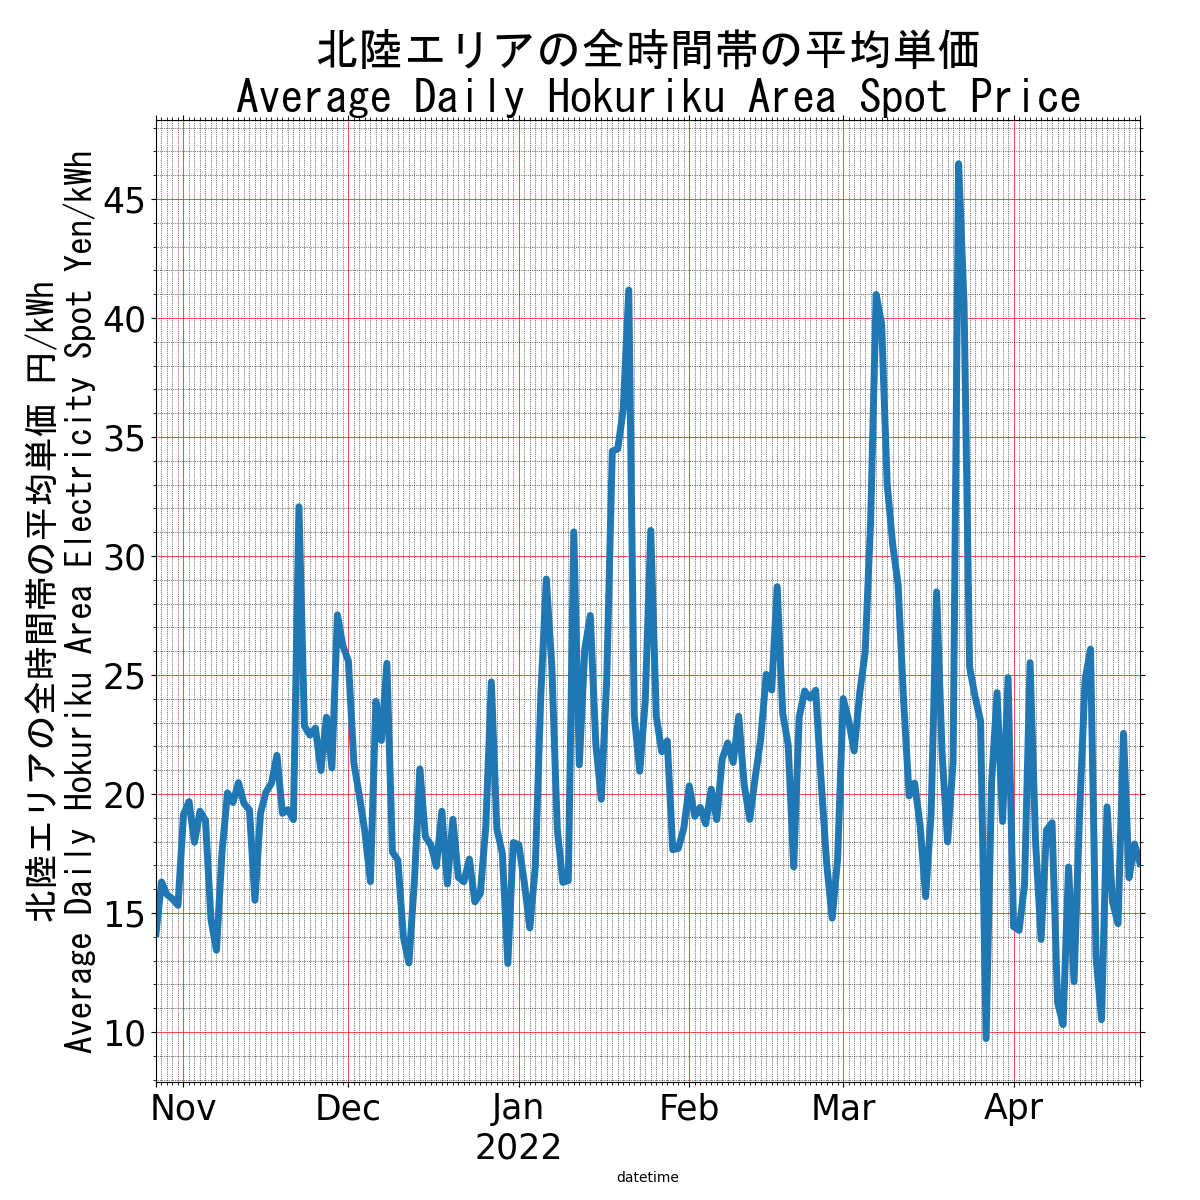 北陸エリアの全時間帯の平均単価
Average Daily Hokuriku Area Spot Price
北陸エリアの全時間帯の平均単価 円/kWh
Average Daily Hokuriku Area Electricity Spot Yen/kWh
45
40
35
30
25
20
15
10
Nov
Dec
Jan
2022
Feb
Mar
Apr
datetime